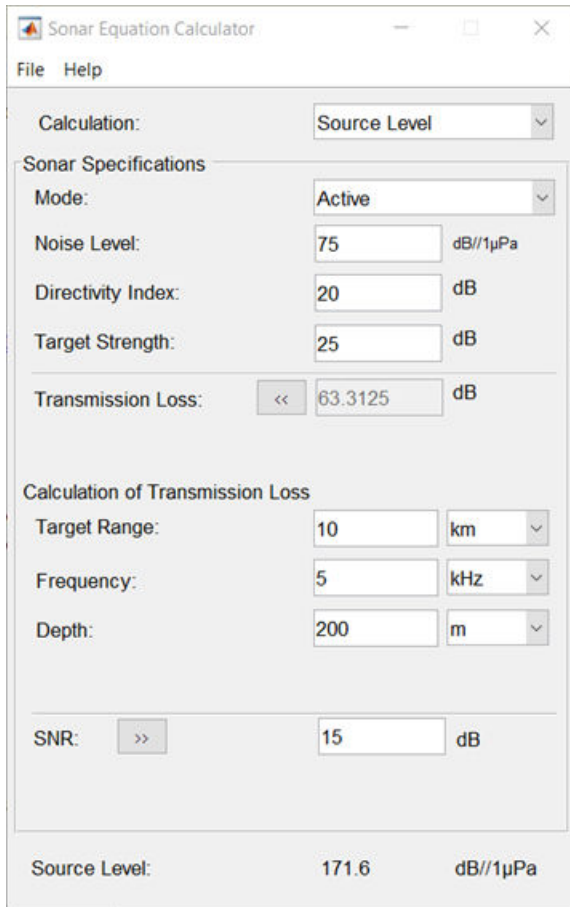 Sonar Equation Calculator
File Help
Calculation: Source Level
Sonar Specifications
Mode: Active
Noise Level: 75 dB//1µPa
Directivity Index: 20 dB
Target Strength: 25 dB
Transmission Loss: << 63.3125 dB
Calculation of Transmission Loss
Target Range: 10 km
Frequency: 5 kHz
Depth: 200 m
SNR: >> 15 dB
Source Level: 171.6 dB//1µPa